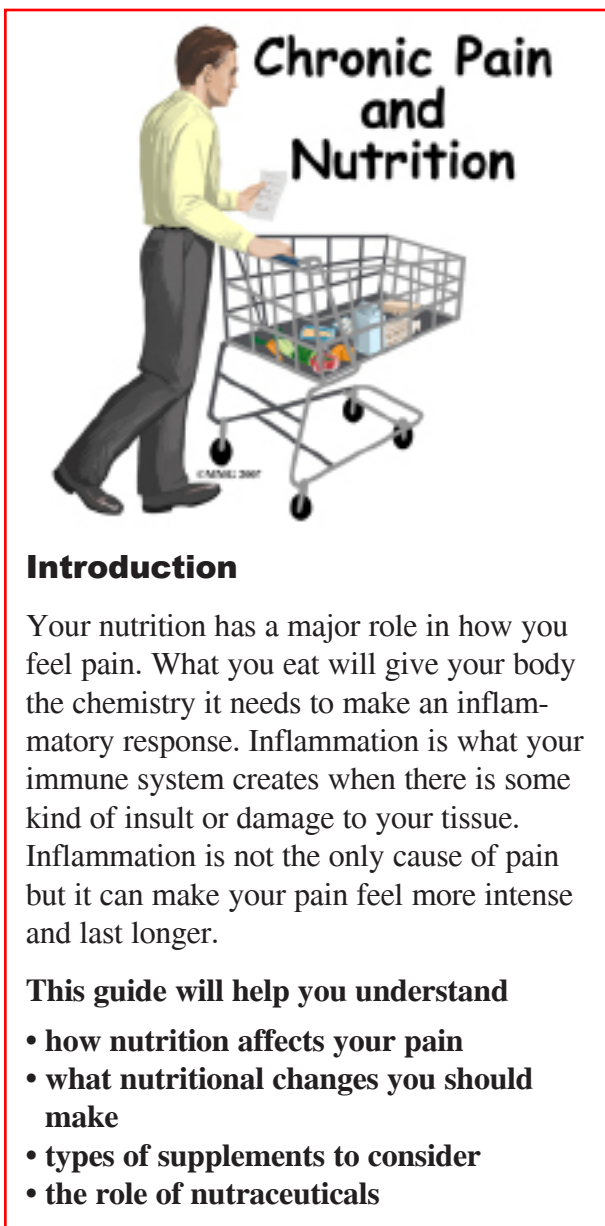 Chronic Pain
and
Nutrition
©MMG 2007
Introduction
Your nutrition has a major role in how you
feel pain. What you eat will give your body
the chemistry it needs to make an inflam-
matory response. Inflammation is what your
immune system creates when there is some
kind of insult or damage to your tissue.
Inflammation is not the only cause of pain
but it can make your pain feel more intense
and last longer.
This guide will help you understand
• how nutrition affects your pain
• what nutritional changes you should
make
• types of supplements to consider
• the role of nutraceuticals